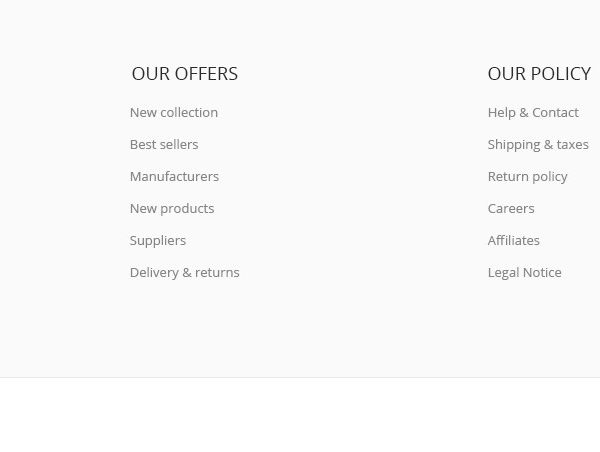 OUR OFFERS
New collection
Best sellers
Manufacturers
New products
Suppliers
Delivery & returns
OUR POLICY
Help & Contact
Shipping & taxes
Return policy
Careers
Affiliates
Legal Notice